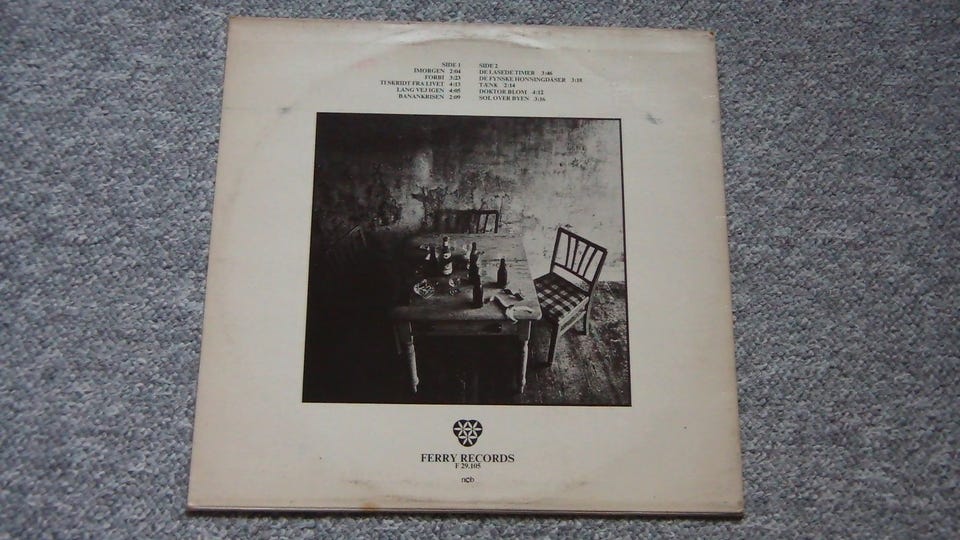 SIDE 1
IMORGEN 2:04
FORBI 3:23
TI SKRIDT FRA LIVET 4:13
LANG VEJ IGEN 4:05
BANANKRISEN 2:09
SIDE 2
DE LASEDE TIMER 3:46
DE FYNSKE HONNINGDÅSER 3:18
TÆNK 2:14
DOKTOR BLOM 4:12
SOL OVER BYEN 3:16
FERRY RECORDS
F 29.105
ncb